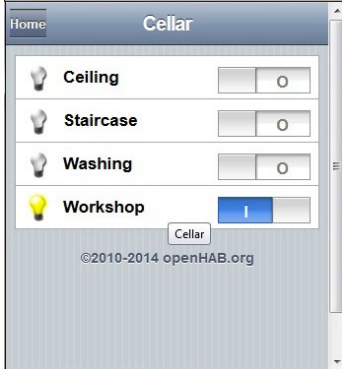 Home
Cellar
Ceiling
O
Staircase
O
Washing
O
Workshop
I
Cellar
©2010-2014 openHAB.org